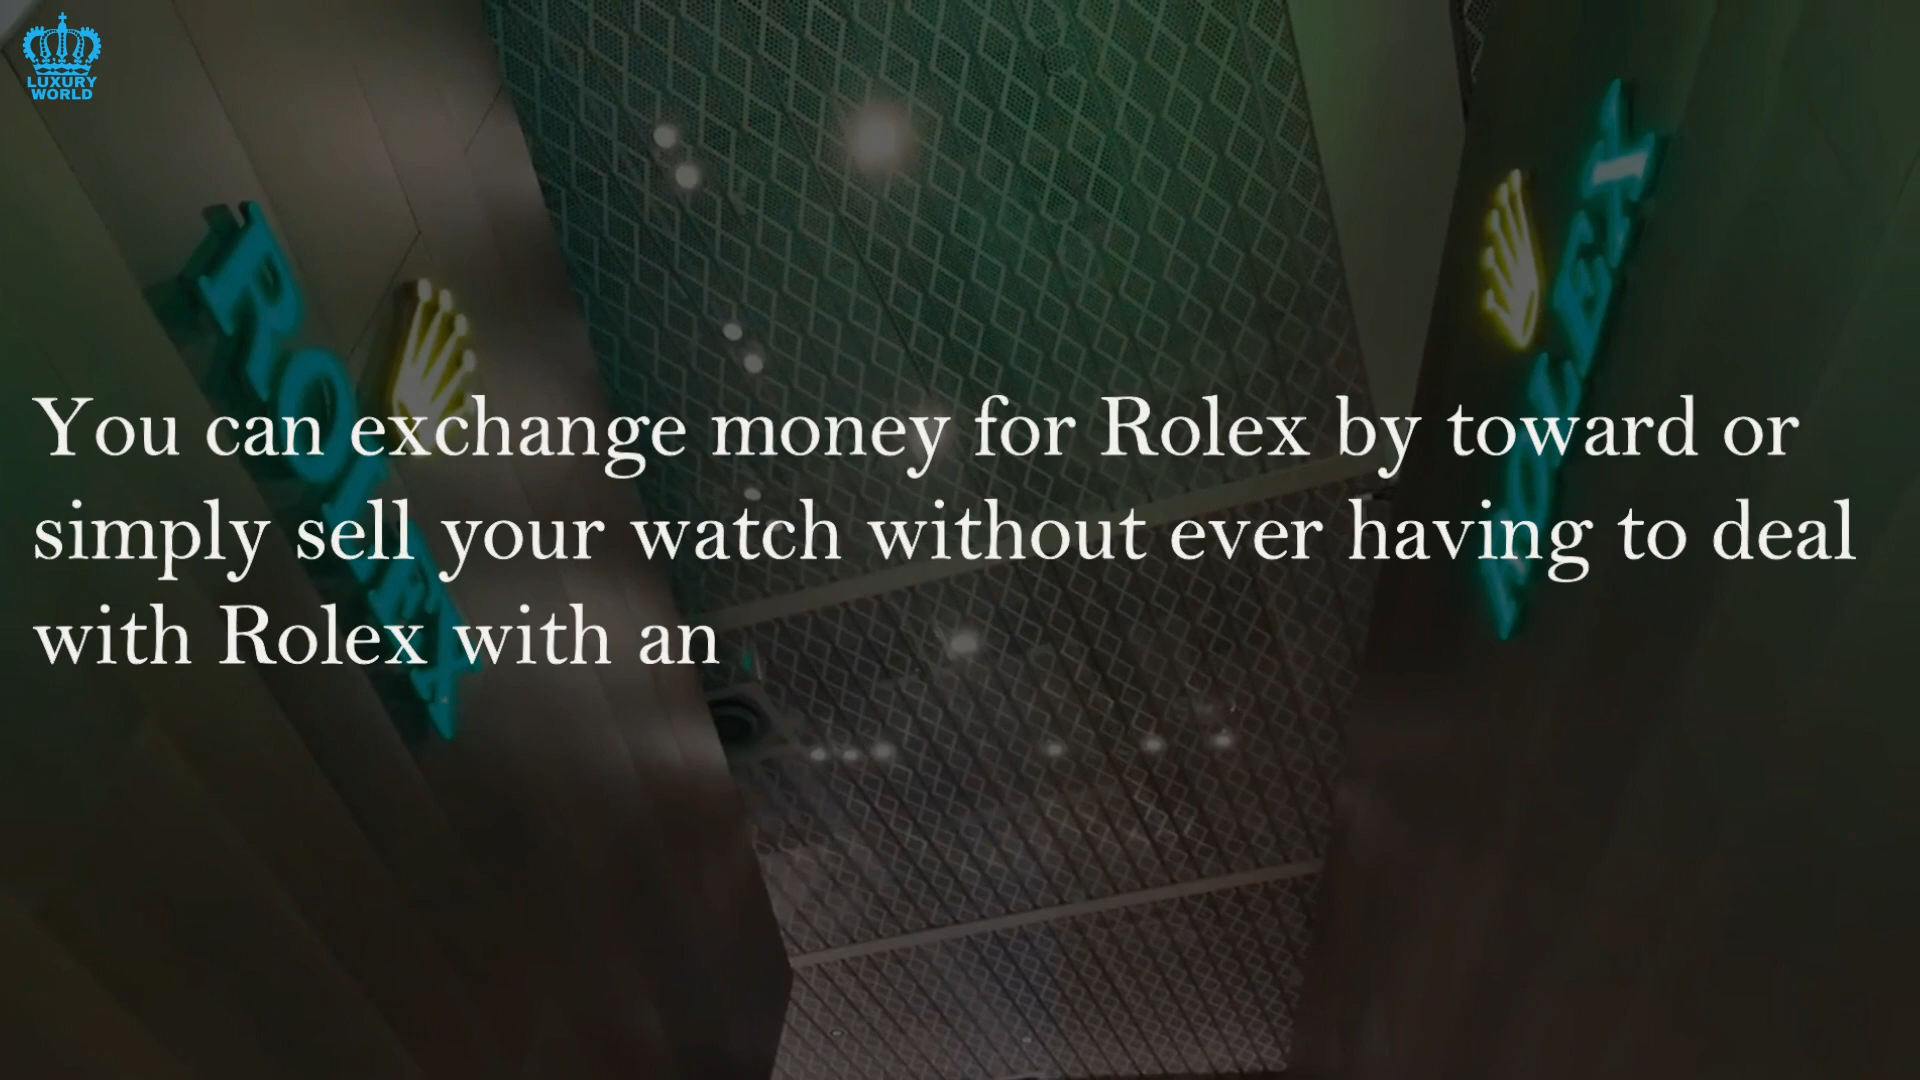 LUXURY
WORLD
ROLEX
ROLEX
You can exchange money for Rolex by toward or
simply sell your watch without ever having to deal
with Rolex with an